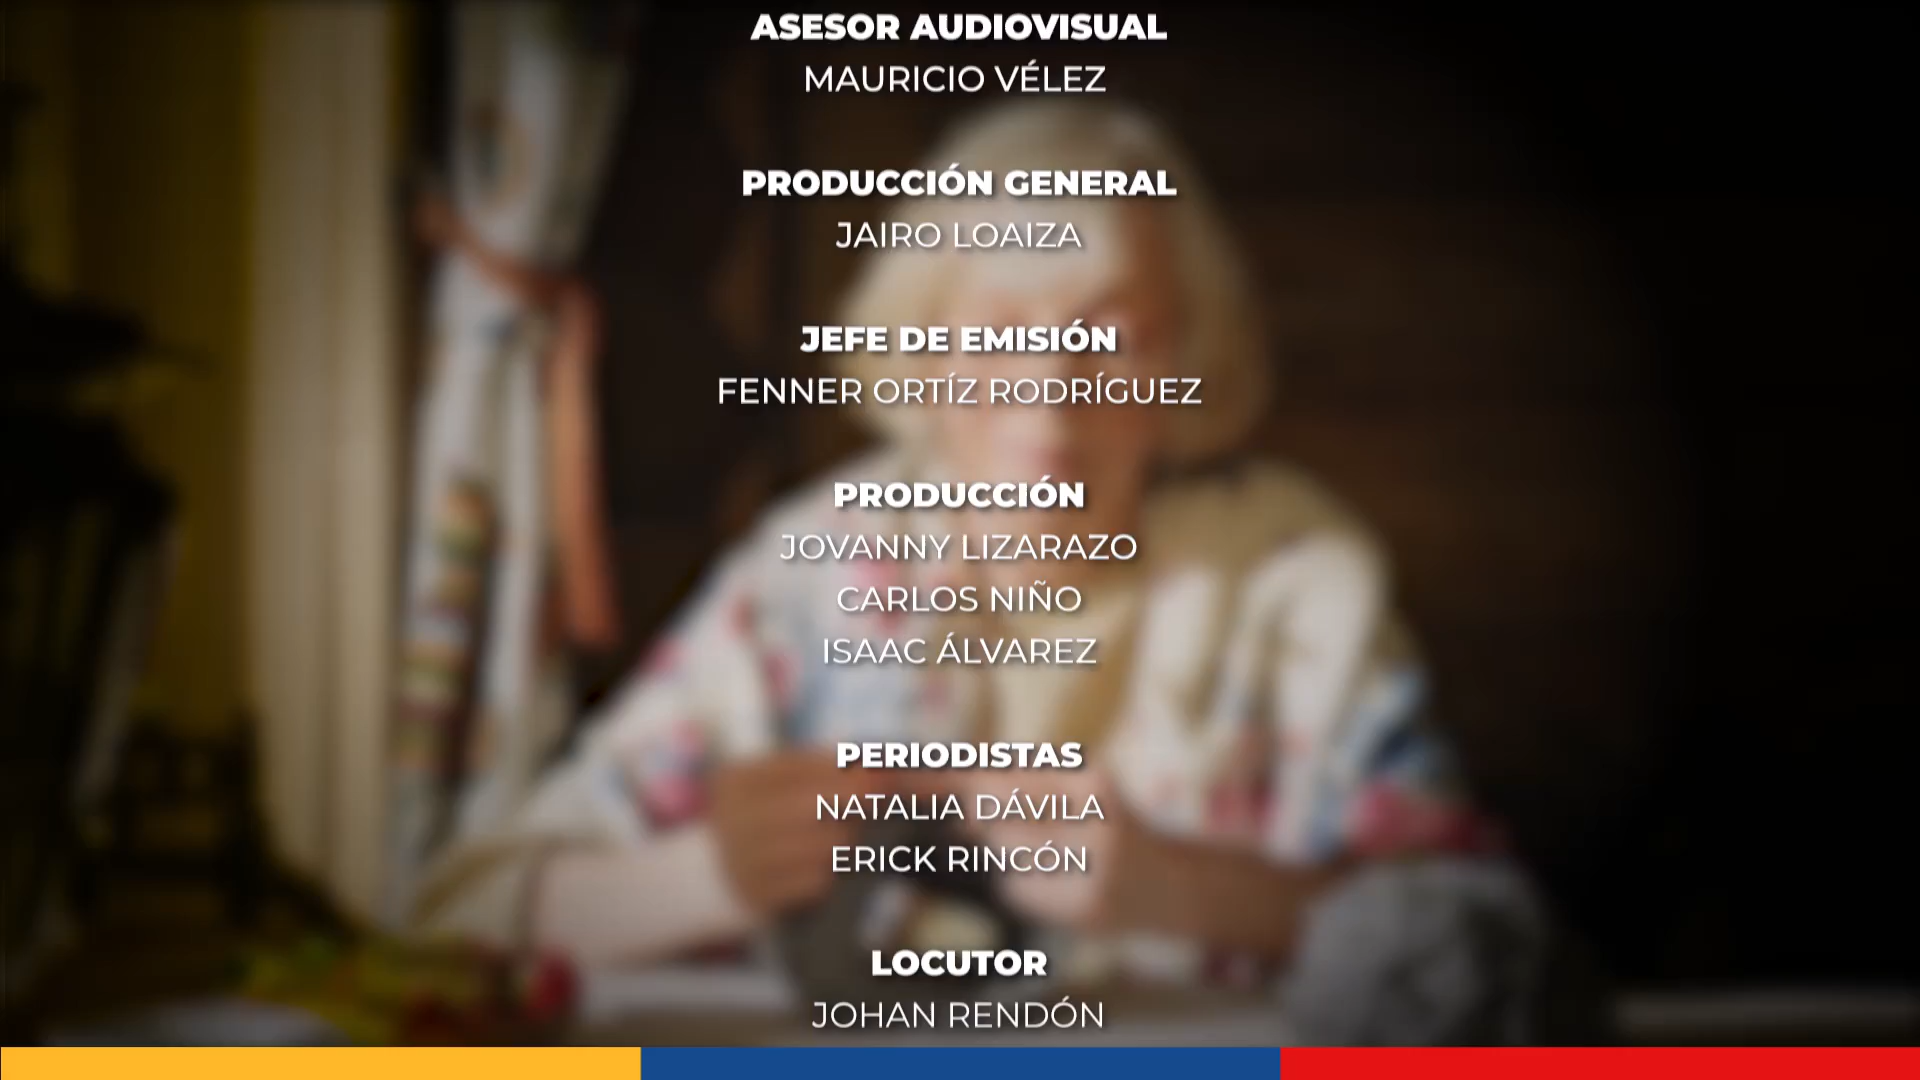 ASESOR AUDIOVISUAL
MAURICIO VÉLEZ
PRODUCCIÓN GENERAL
JAIRO LOAIZA
JEFE DE EMISIÓN
FENNER ORTÍZ RODRÍGUEZ
PRODUCCIÓN
JOVANNY LIZARAZO
CARLOS NIÑO
ISAAC ÁLVAREZ
PERIODISTAS
NATALIA DÁVILA
ERICK RINCÓN
LOCUTOR
JOHAN RENDÓN